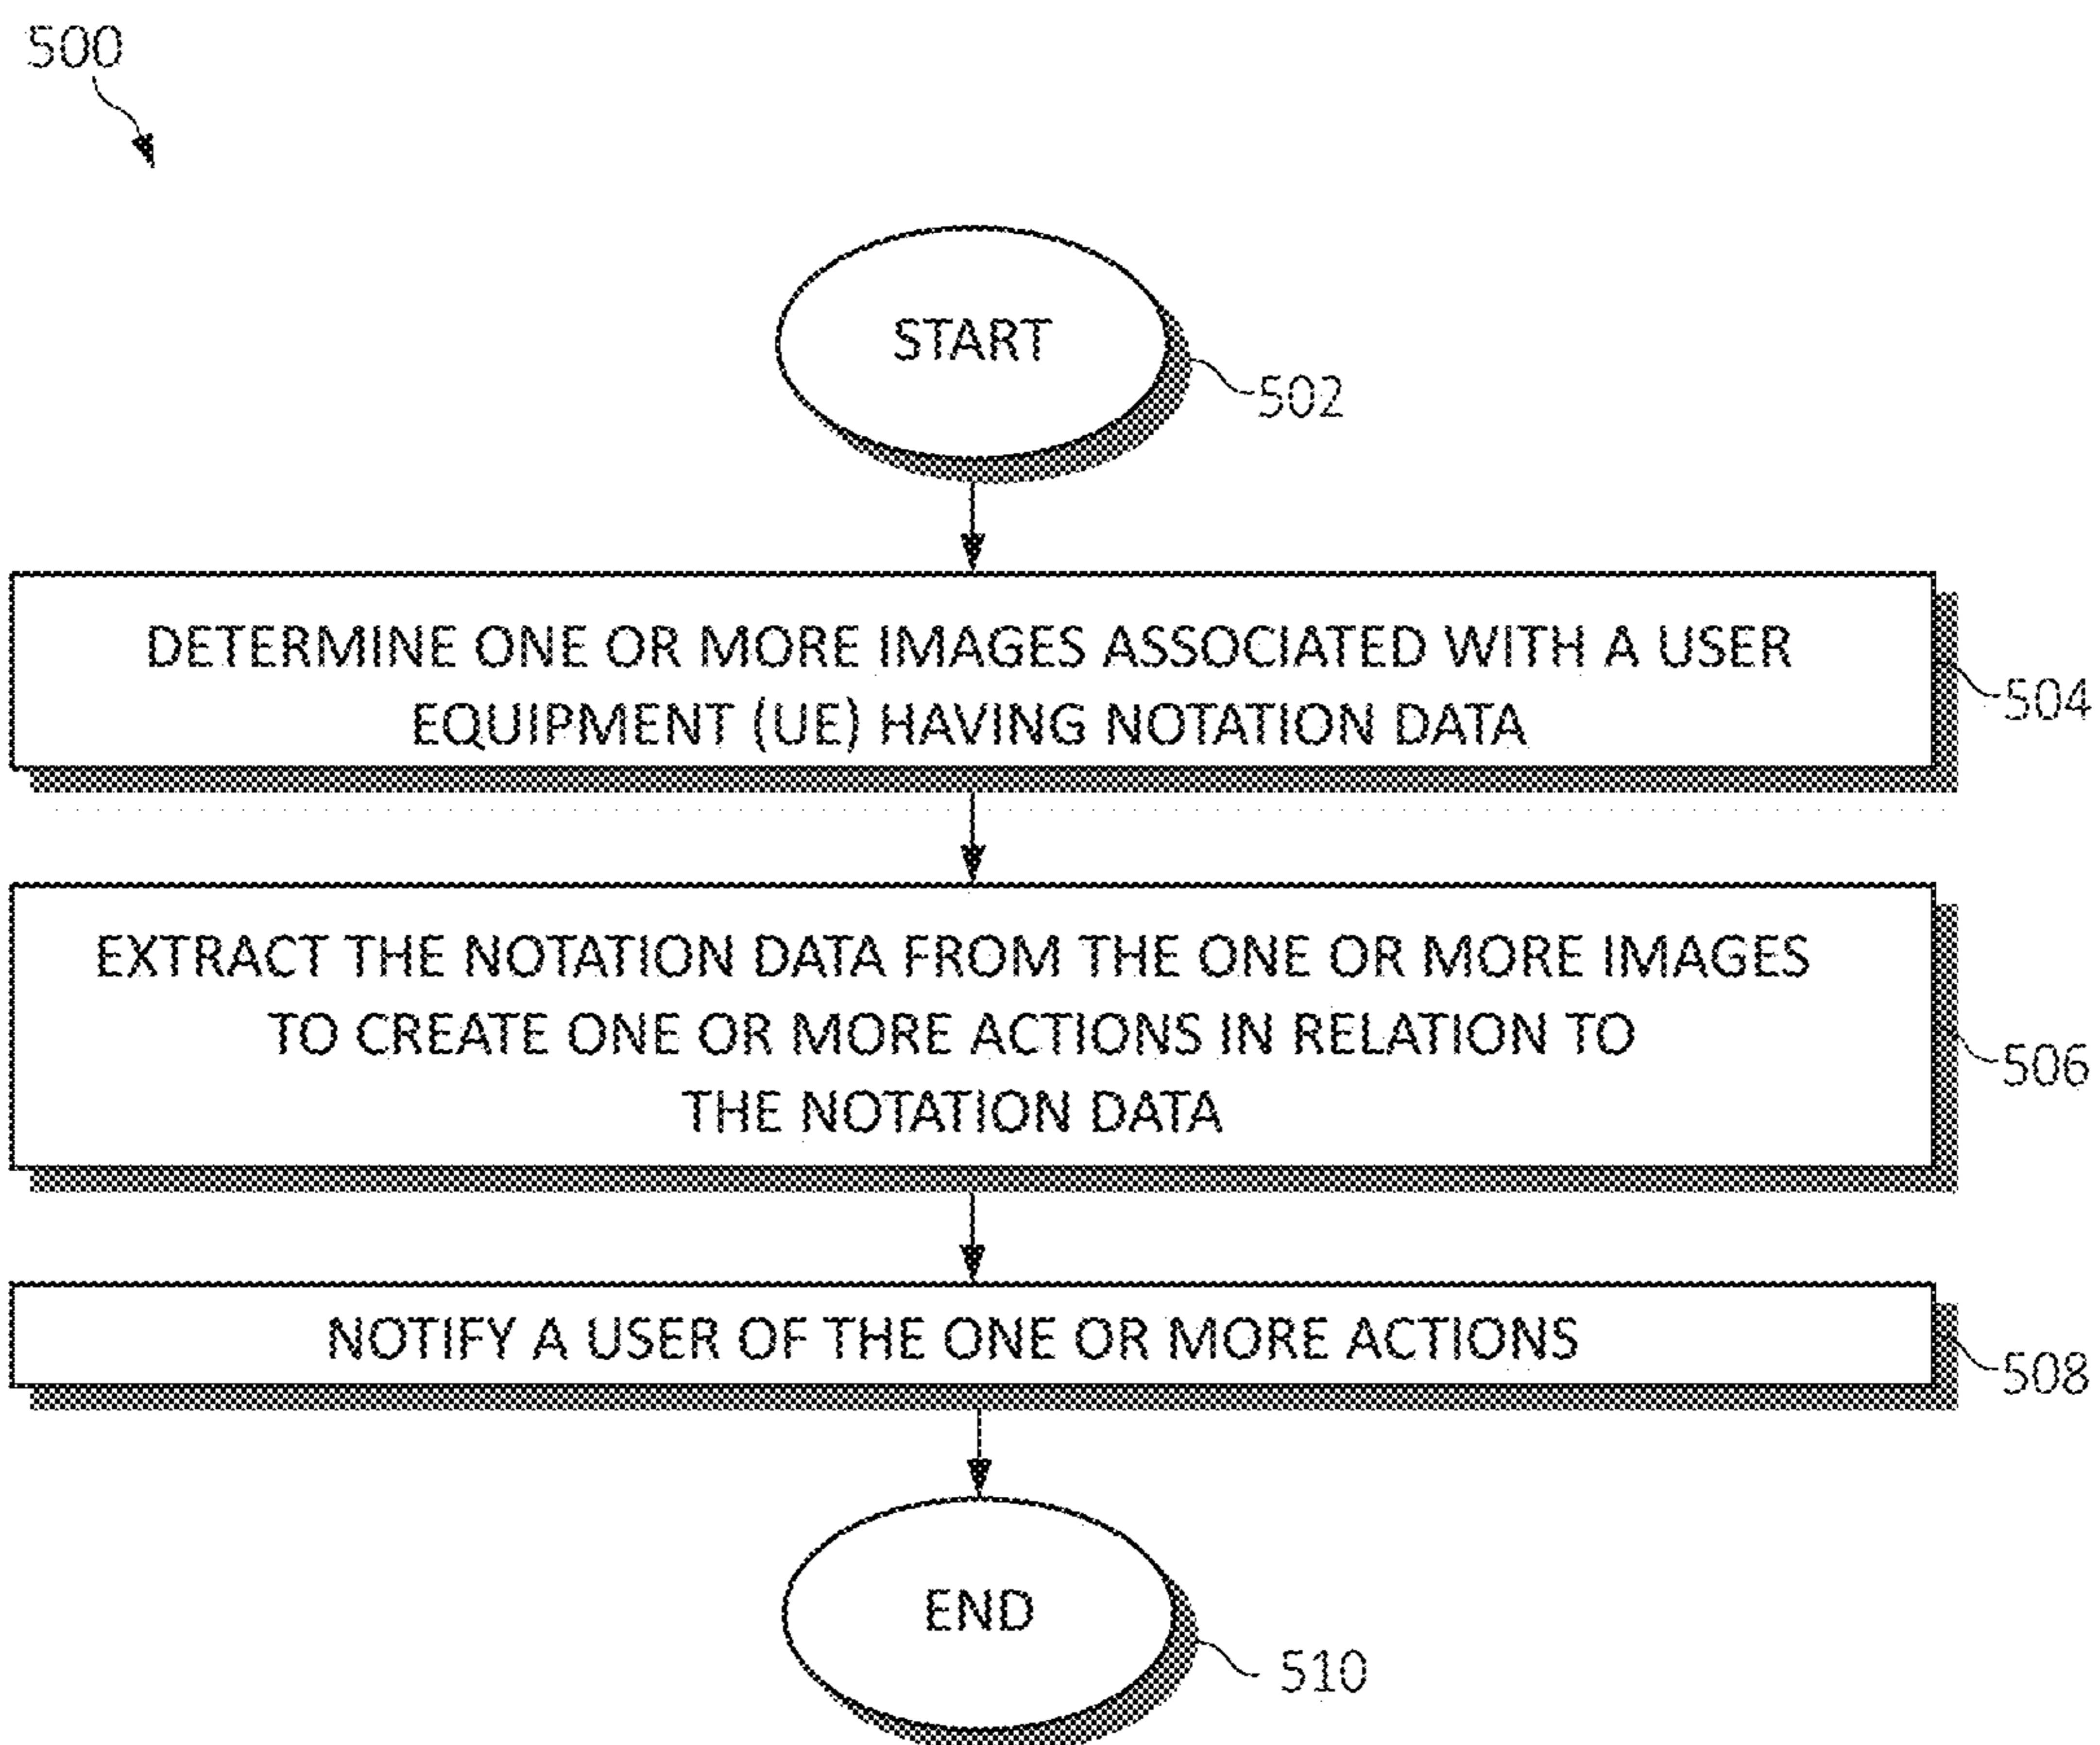 500
START
502
DETERMINE ONE OR MORE IMAGES ASSOCIATED WITH A USER
EQUIPMENT (UE) HAVING NOTATION DATA
504
EXTRACT THE NOTATION DATA FROM THE ONE OR MORE IMAGES
TO CREATE ONE OR MORE ACTIONS IN RELATION TO
THE NOTATION DATA
506
NOTIFY A USER OF THE ONE OR MORE ACTIONS
508
END
510